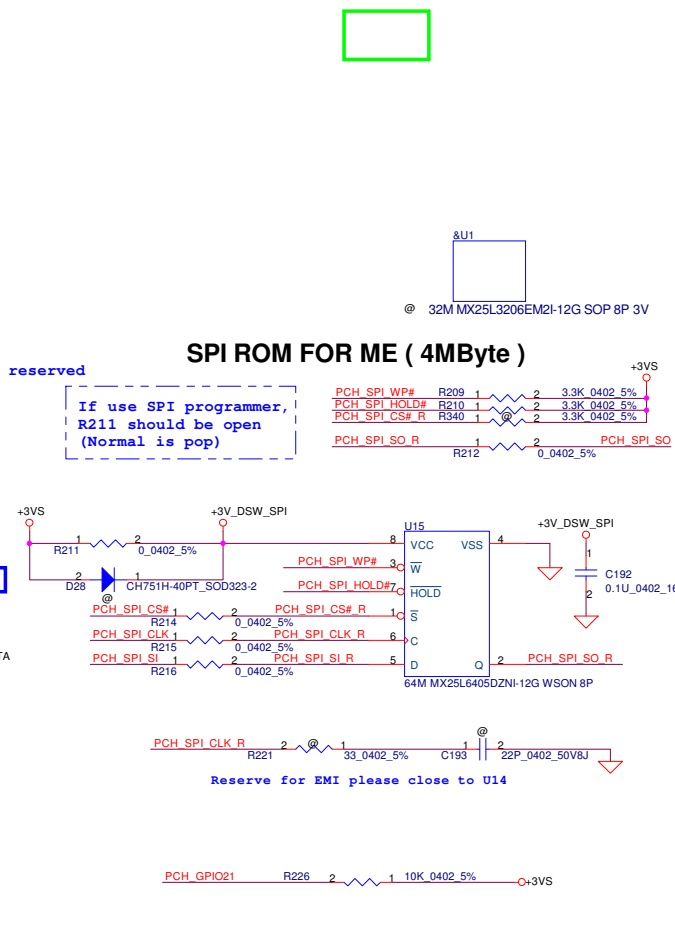 &U1
@ 32M MX25L3206EM2I-12G SOP 8P 3V
SPI ROM FOR ME ( 4MByte )
reserved
If use SPI programmer,
R211 should be open
(Normal is pop)
+3VS
PCH_SPI_WP# R209 1 2 3.3K_0402_5%
PCH_SPI_HOLD# R210 1 2 3.3K_0402_5%
PCH_SPI_CS#_R R340 1 @ 2 3.3K_0402_5%
PCH_SPI_SO_R 1 2 PCH_SPI_SO
R212 0_0402_5%
+3VS +3V_DSW_SPI
1 2
R211 0_0402_5%
2 1
D28 CH751H-40PT_SOD323-2
@
U15
8 VCC VSS 4
PCH_SPI_WP# 3 W
PCH_SPI_HOLD# 7 HOLD
PCH_SPI_CS# 1 2 PCH_SPI_CS#_R 1 S
R214 0_0402_5%
PCH_SPI_CLK 1 2 PCH_SPI_CLK_R 6 C
R215 0_0402_5%
PCH_SPI_SI 1 2 PCH_SPI_SI_R 5 D Q 2 PCH_SPI_SO_R
R216 0_0402_5%
64M MX25L6405DZNI-12G WSON 8P
+3V_DSW_SPI
1
C192
0.1U_0402_16
2
TA
PCH_SPI_CLK_R 2 @ 1 1 @ 2
R221 33_0402_5% C193 22P_0402_50V8J
Reserve for EMI please close to U14
PCH_GPIO21 R226 2 1 10K_0402_5% +3VS